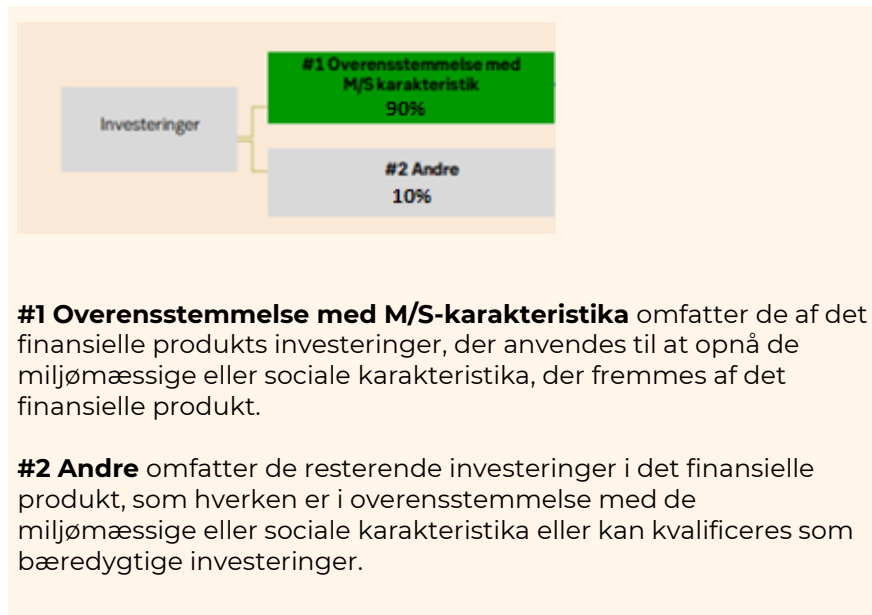 #1 Overensstemmelse med
M/S karakteristik
90%
Investeringer
#2 Andre
10%
#1 Overensstemmelse med M/S-karakteristika omfatter de af det
finansielle produkts investeringer, der anvendes til at opnå de
miljømæssige eller sociale karakteristika, der fremmes af det
finansielle produkt.
#2 Andre omfatter de resterende investeringer i det finansielle
produkt, som hverken er i overensstemmelse med de
miljømæssige eller sociale karakteristika eller kan kvalificeres som
bæredygtige investeringer.